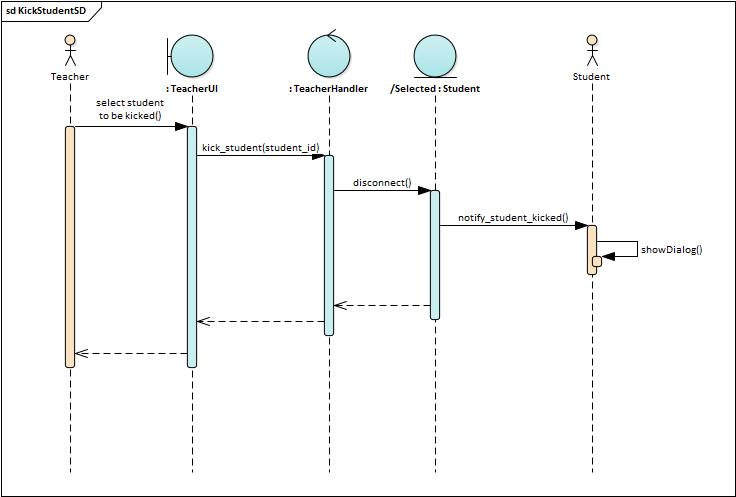 sd KickStudentSD
Teacher
: TeacherUI
: TeacherHandler
/Selected : Student
Student
select student
to be kicked()
kick_student(student_id)
disconnect()
notify_student_kicked()
showDialog()